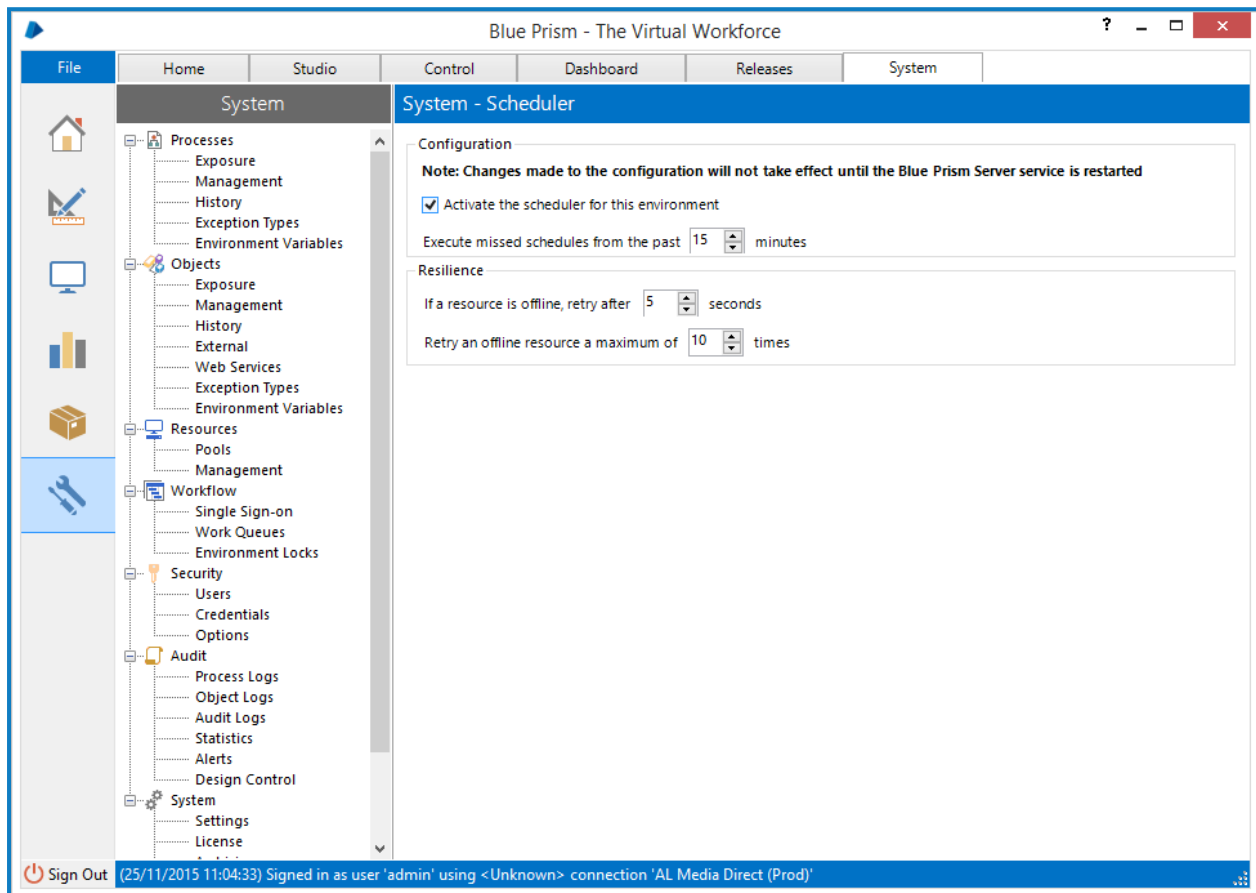 Blue Prism - The Virtual Workforce
?
File
Home
Studio
Control
Dashboard
Releases
System
System
Processes
Exposure
Management
History
Exception Types
Environment Variables
Objects
Exposure
Management
History
External
Web Services
Exception Types
Environment Variables
Resources
Pools
Management
Workflow
Single Sign-on
Work Queues
Environment Locks
Security
Users
Credentials
Options
Audit
Process Logs
Object Logs
Audit Logs
Statistics
Alerts
Design Control
System
Settings
License
System - Scheduler
Configuration
Note: Changes made to the configuration will not take effect until the Blue Prism Server service is restarted
Activate the scheduler for this environment
Execute missed schedules from the past 15 minutes
Resilience
If a resource is offline, retry after 5 seconds
Retry an offline resource a maximum of 10 times
Sign Out
(25/11/2015 11:04:33) Signed in as user 'admin' using <Unknown> connection 'AL Media Direct (Prod)'